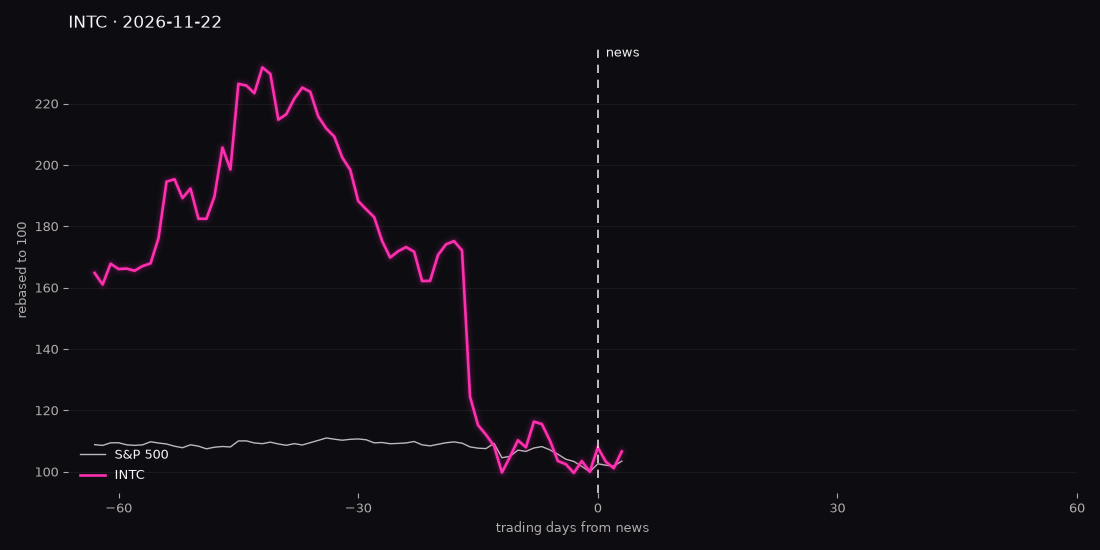 INTC · 2026-11-22
news
220
200
180
160
140
120
100
rebased to 100
S&P 500
INTC
−60
−30
0
30
60
trading days from news